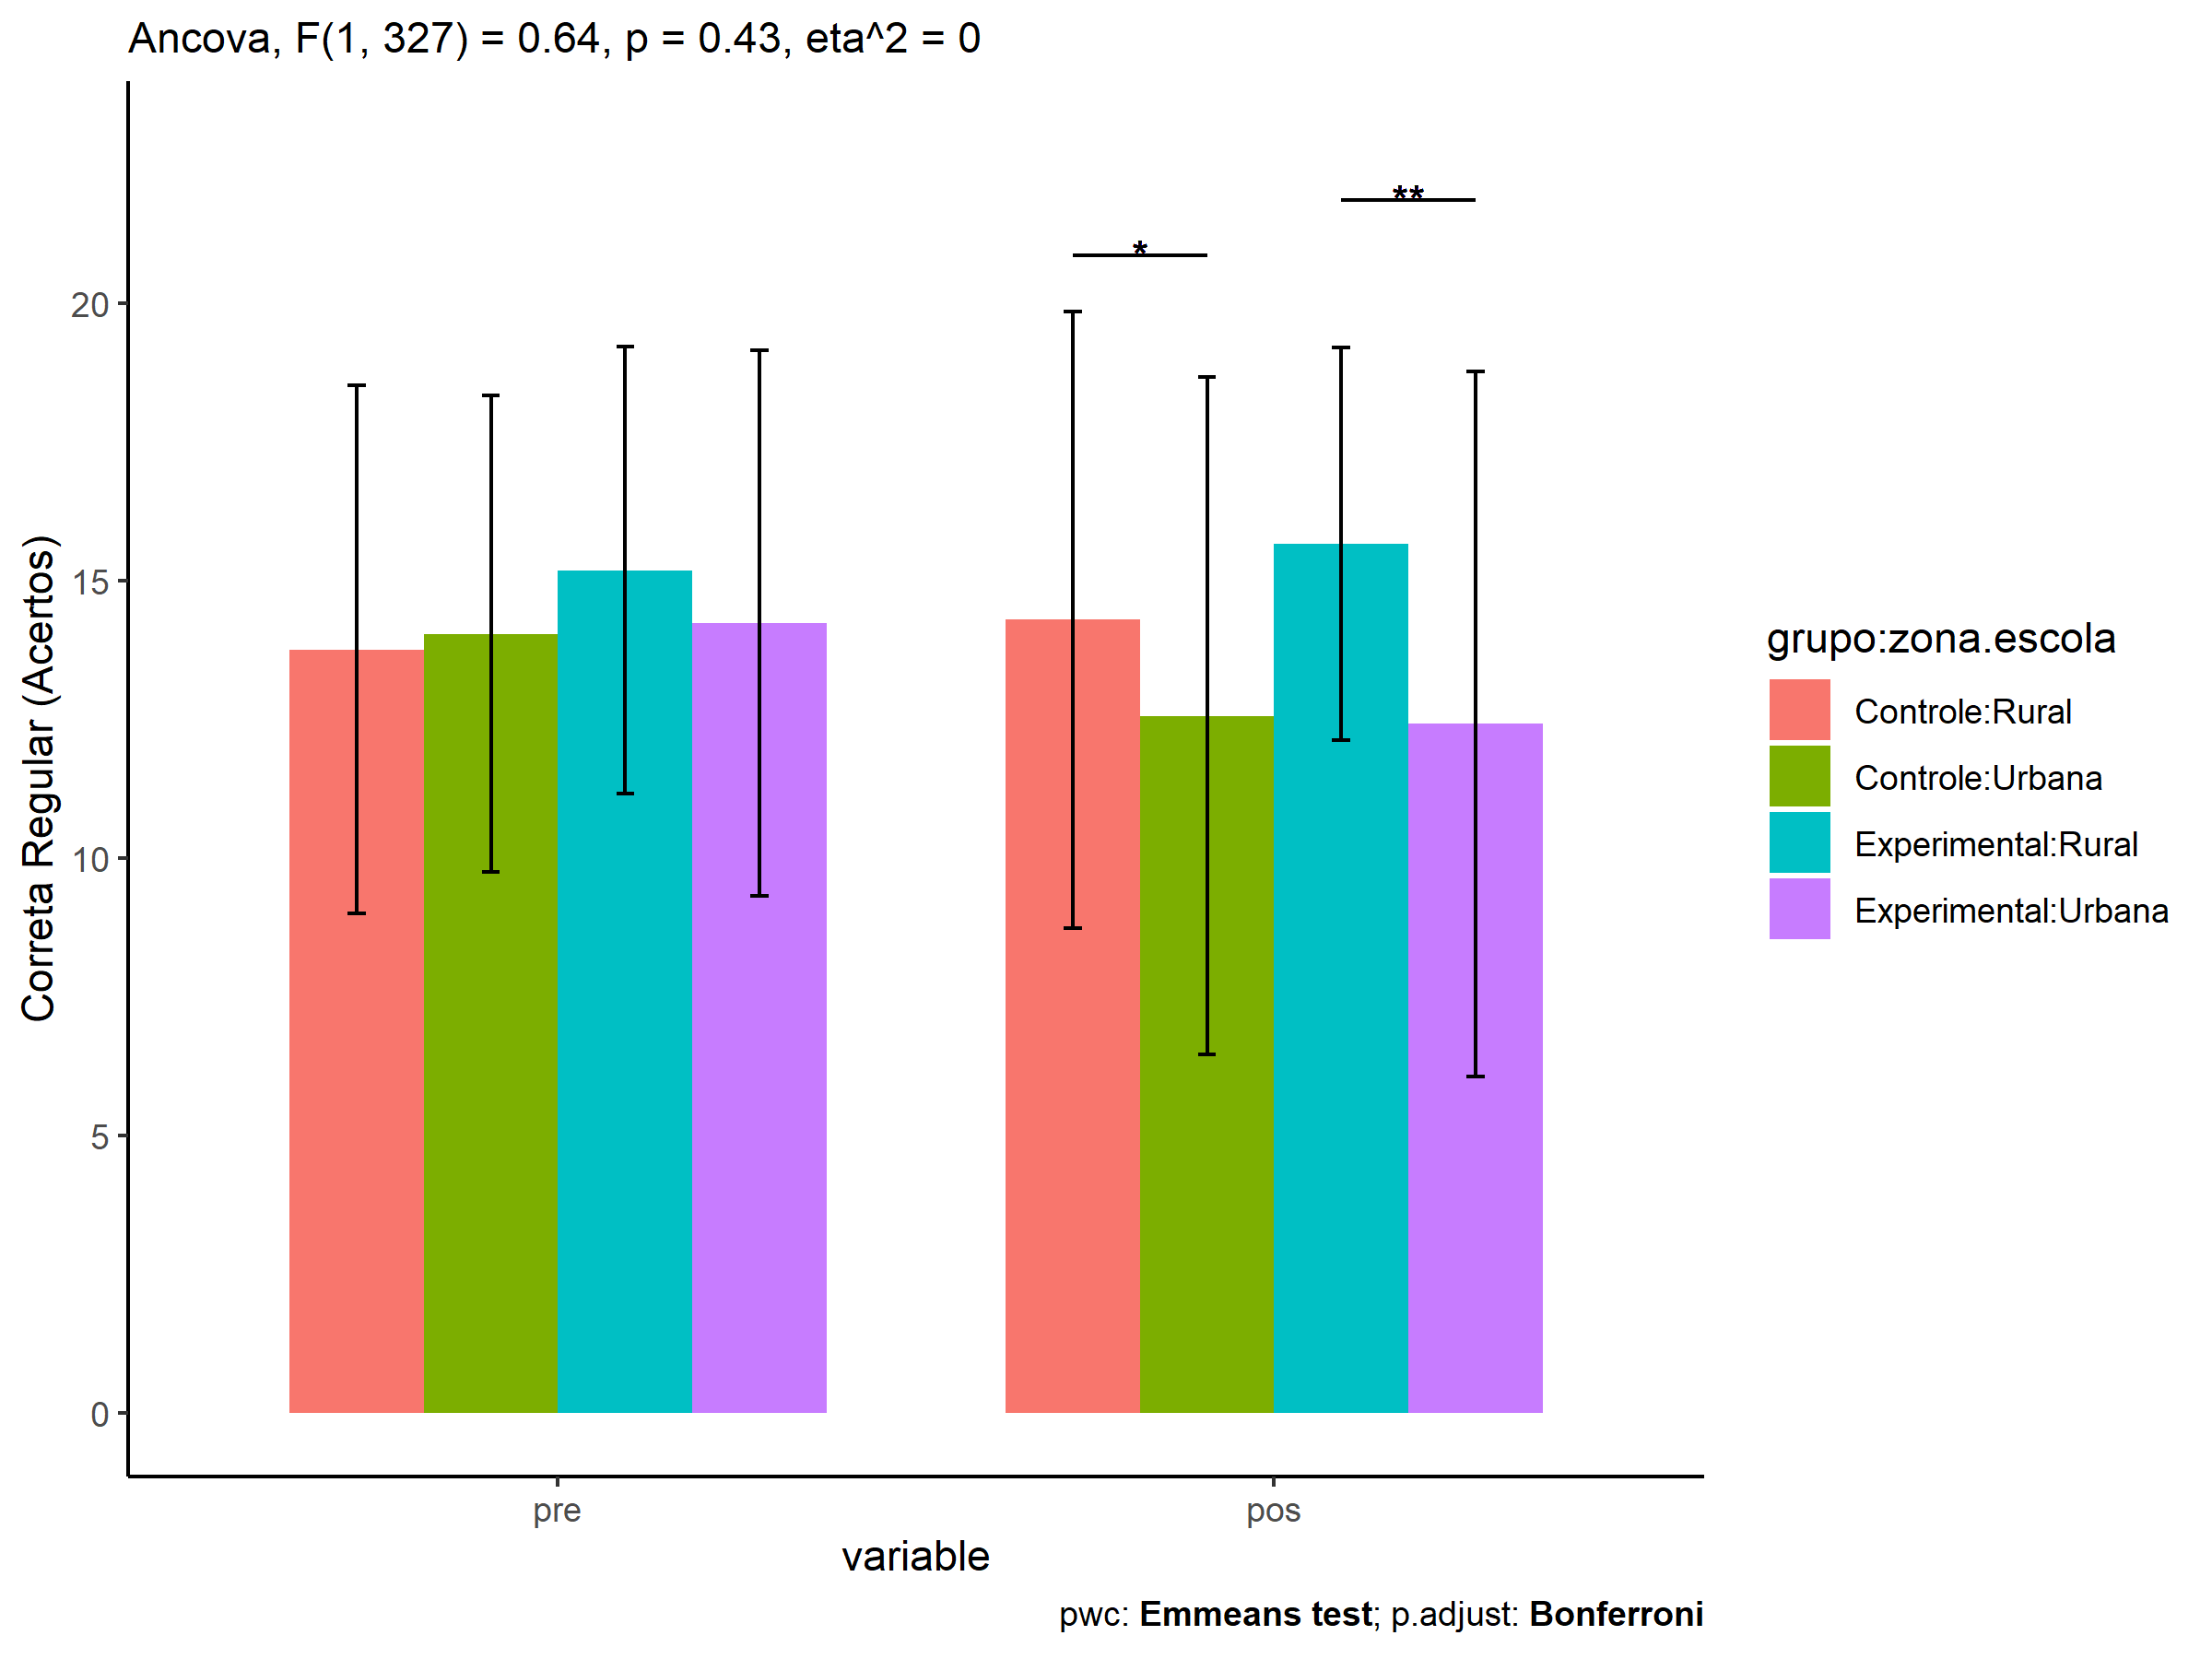 Ancova, F(1, 327) = 0.64, p = 0.43, eta^2 = 0
Correta Regular (Acertos)
20
15
10
5
0
*
**
pre
pos
variable
grupo:zona.escola
Controle:Rural
Controle:Urbana
Experimental:Rural
Experimental:Urbana
pwc: Emmeans test; p.adjust: Bonferroni